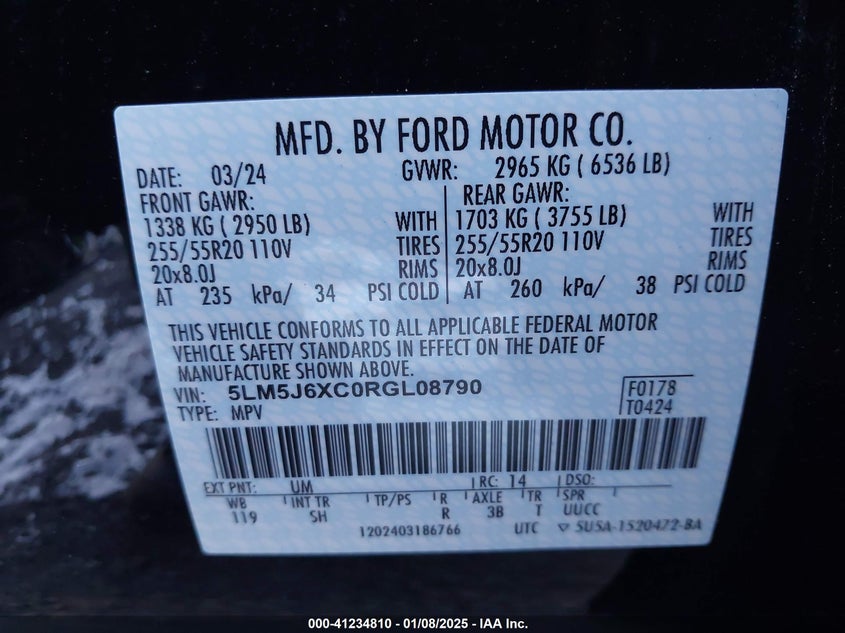 MFD. BY FORD MOTOR CO.
DATE: 03/24 GVWR: 2965 KG ( 6536 LB)
FRONT GAWR: REAR GAWR:
1338 KG ( 2950 LB) WITH 1703 KG ( 3755 LB) WITH
255/55R20 110V TIRES 255/55R20 110V TIRES
20x8.0J RIMS 20x8.0J RIMS
AT 235 kPa/ 34 PSI COLD AT 260 kPa/ 38 PSI COLD
THIS VEHICLE CONFORMS TO ALL APPLICABLE FEDERAL MOTOR
VEHICLE SAFETY STANDARDS IN EFFECT ON THE DATE OF
MANUFACTURE SHOWN ABOVE.
VIN: 5LM5J6XC0RGL08790 F0178
TYPE: MPV T0424
EXT PNT: UM RC: 14 DSO:
WB INT TR TP/PS R AXLE TR SPR
119 SH R 3B T UUCC
1202403186766 UTC ▽ SUSA-1520472-BA
000-41234810 - 01/08/2025 - IAA Inc.